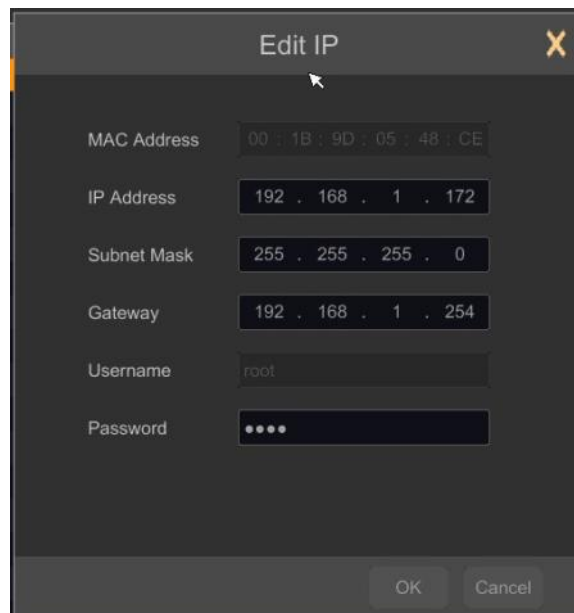 Edit IP X
MAC Address 00 : 1B : 9D : 05 : 48 : CE
IP Address 192 . 168 . 1 . 172
Subnet Mask 255 . 255 . 255 . 0
Gateway 192 . 168 . 1 . 254
Username root
Password ••••
OK Cancel